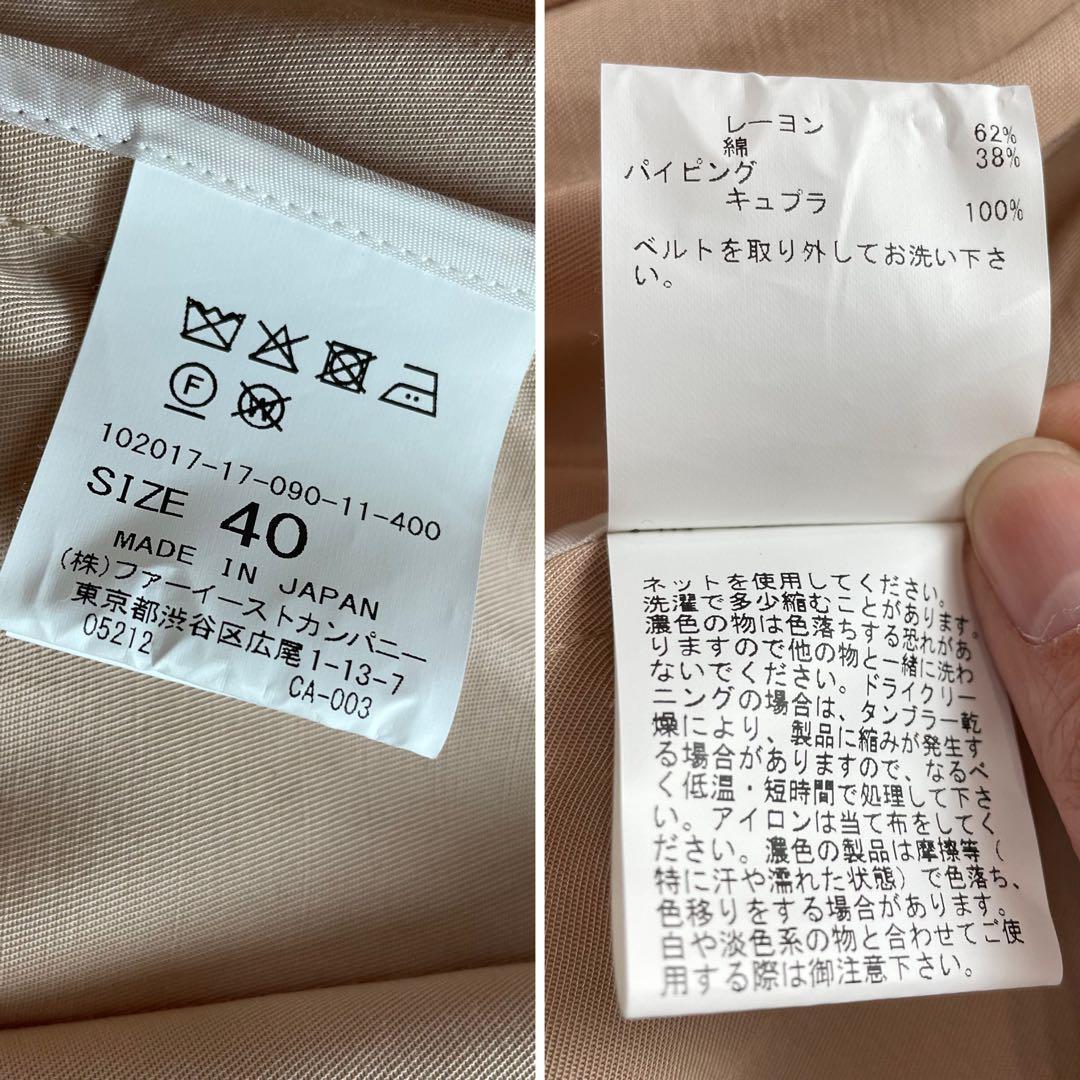 F
W
102017-17-090-11-400
SIZE 40
MADE IN JAPAN
(株)ファーイーストカンパニー
東京都渋谷区広尾1-13-7
05212
CA-003
レーヨン 62%
綿 38%
パイピング
キュプラ 100%
ベルトを取り外してお洗い下さ
い。
ネットを使用してください。
洗濯で多少縮むことがあります。
濃色の物は色落ちする恐れがあ
りますので他の物と一緒に洗わ
ないでください。ドライクリー
ニングの場合は、タンブラー乾
燥により、製品に縮みが発生す
る場合がありますので、なるべ
く低温・短時間で処理して下さ
い。アイロンは当て布をしてく
ださい。濃色の製品は摩擦等(
特に汗や濡れた状態)で色落ち、
色移りをする場合があります。
白や淡色系の物と合わせてご使
用する際は御注意下さい。